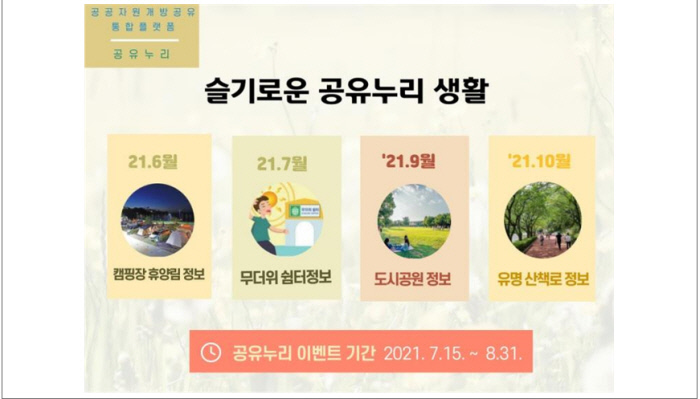 공공자원개방공유
통합플랫폼
공유누리
슬기로운 공유누리 생활
21.6월
캠핑장 휴양림 정보
21.7월
무더위 쉼터정보
'21.9월
도시공원 정보
'21.10월
유명 산책로 정보
공유누리 이벤트 기간 2021. 7.15. ~ 8.31.